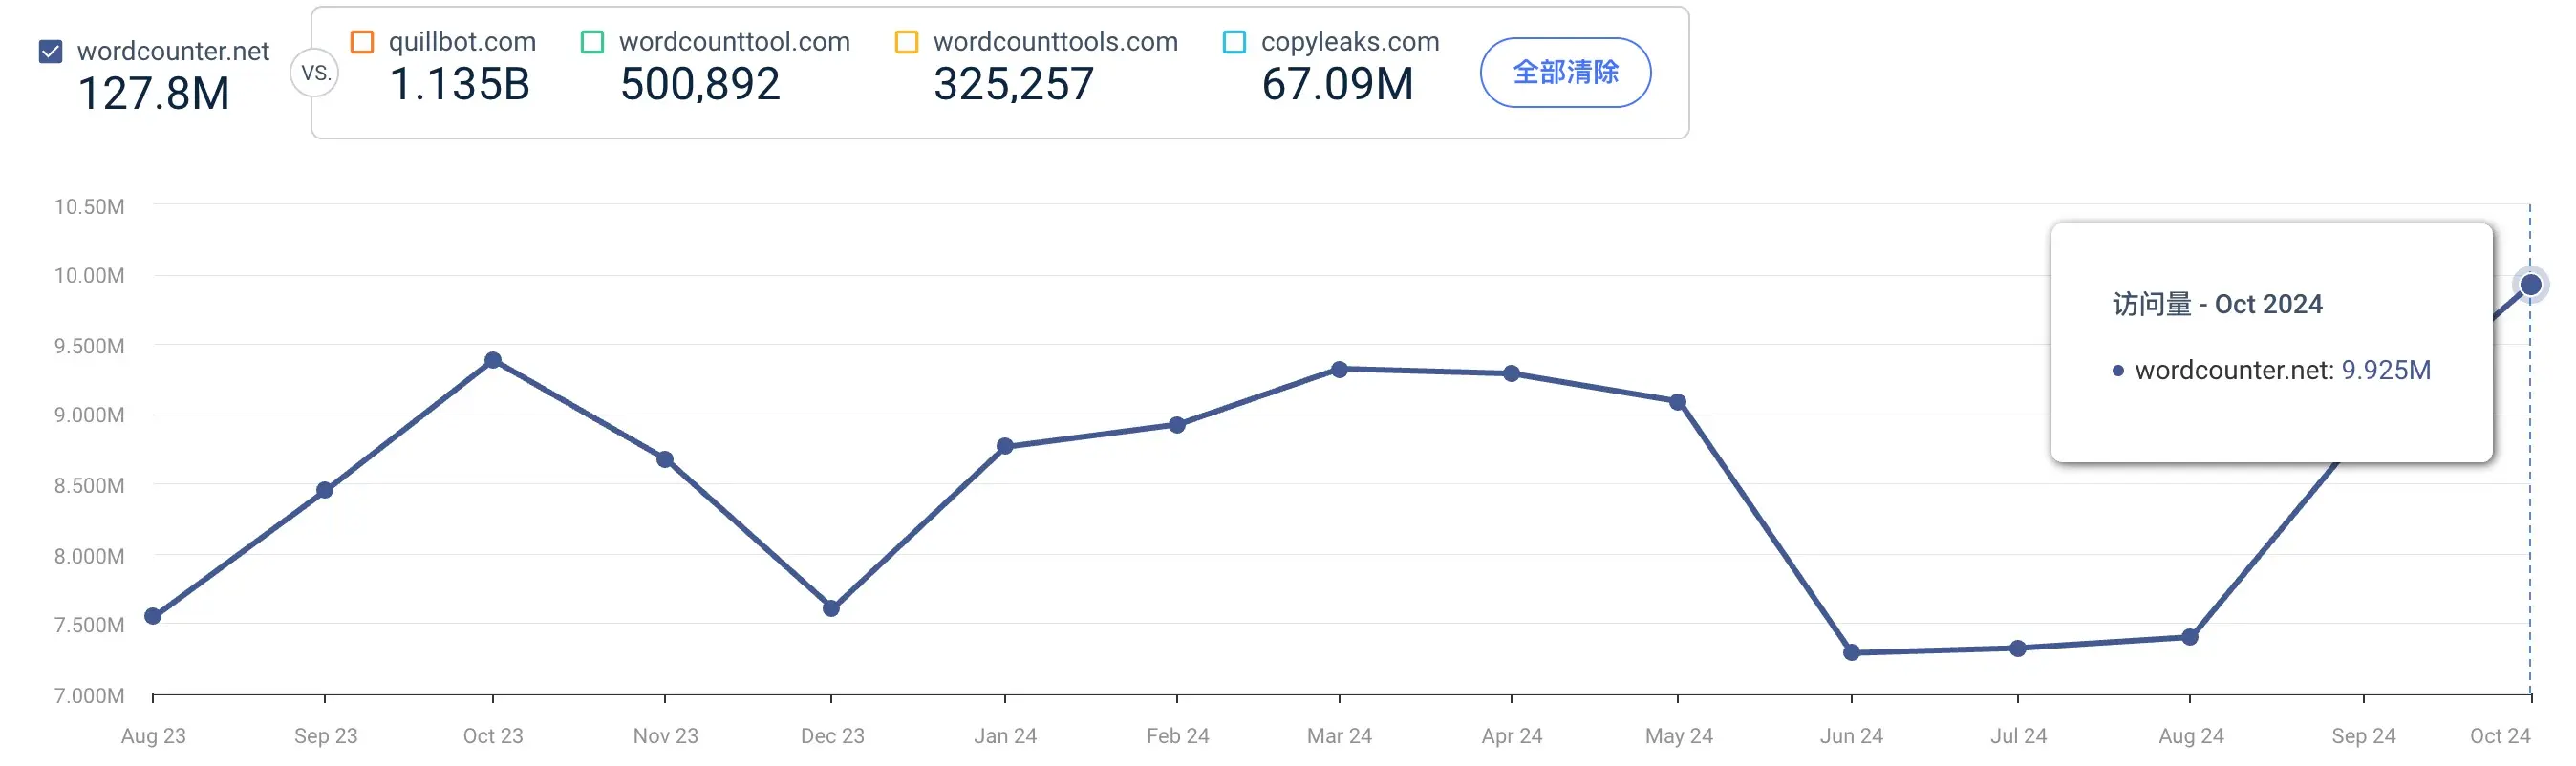 wordcounter.net
127.8M
VS.
quillbot.com
1.135B
wordcounttool.com
500,892
wordcounttools.com
325,257
copyleaks.com
67.09M
全部清除
10.50M
10.00M
9.500M
9.000M
8.500M
8.000M
7.500M
7.000M
访问量 - Oct 2024
wordcounter.net: 9.925M
Aug 23 Sep 23 Oct 23 Nov 23 Dec 23 Jan 24 Feb 24 Mar 24 Apr 24 May 24 Jun 24 Jul 24 Aug 24 Sep 24 Oct 24